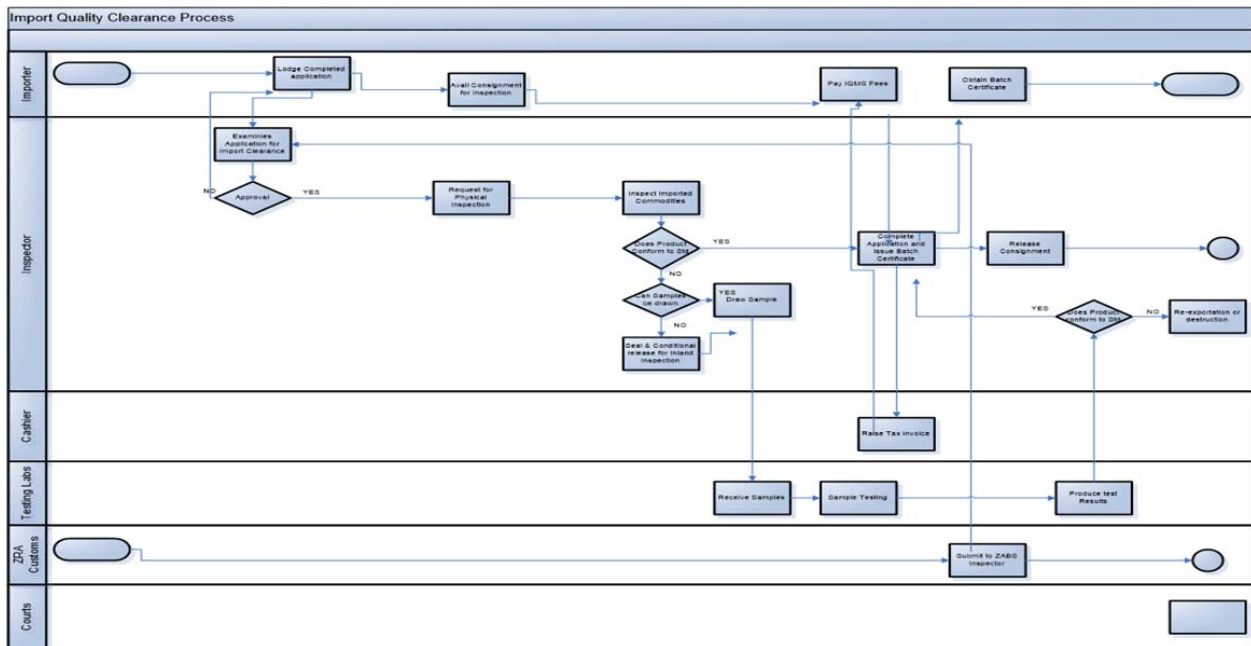 Import Quality Clearance Process
Importer
Lodge Completed
application
Avail Consignment
for Inspection
Pay IQMS Fees
Obtain Batch
Certificate
Inspector
Examinies
Application for
Import Clearance
NO
Approval
YES
Request for
Physical
Inspection
Inspect Imported
Commodities
Does Product
Conform to Std
YES
NO
Can Samples
be drawn
YES
Draw Sample
NO
Seal & Conditional
release for Inland
Inspection
Complete
Application and
Issue Batch
Certificate
Release
Consignment
YES
Does Product
conform to Std
NO
Re-exportation or
destruction
Cashier
Raise Tax Invoice
Testing Labs
Receive Samples
Sample Testing
Produce test
Results
ZRA
Customs
Submit to ZABS
Inspector
Courts